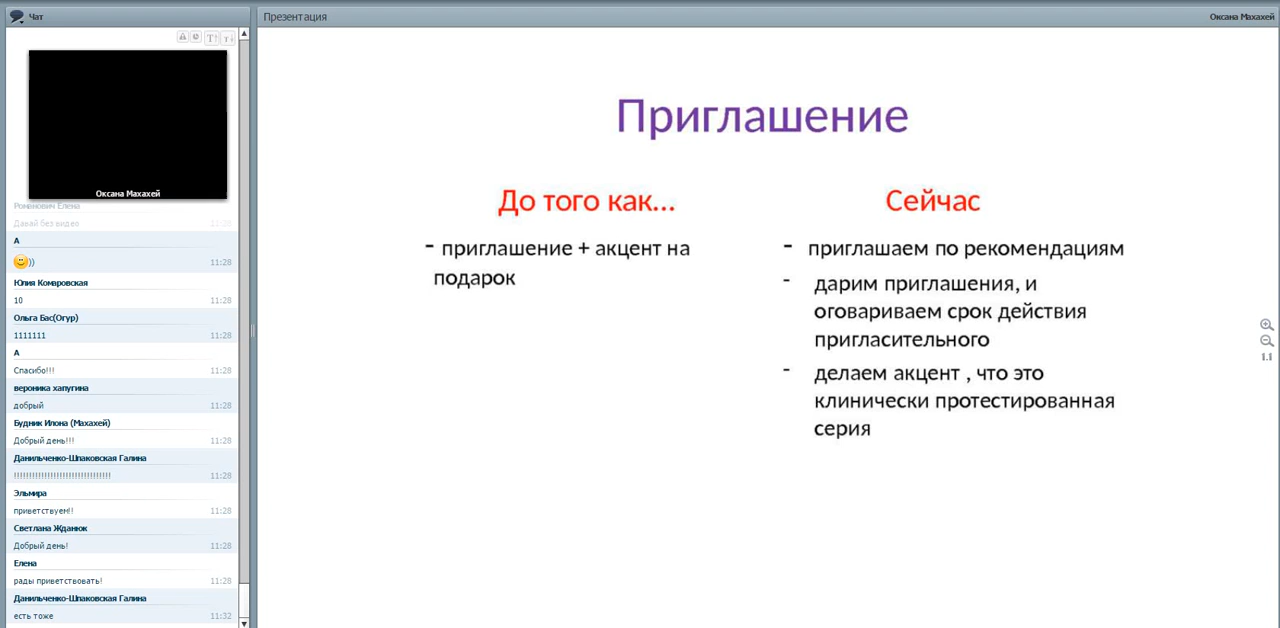 Чат
Оксана Махахей
Романович Елена
Давай без видео 11:28
А
)) 11:28
Юлия Комаровская
10 11:28
Ольга Бас(Огур)
1111111 11:28
А
Спасибо!!! 11:28
вероника хапугина
добрый 11:28
Будник Илона (Махахей)
Добрый день!!! 11:28
Данильченко-Шпаковская Галина
!!!!!!!!!!!!!!!!!!!!!!!!!!!!!!!! 11:28
Эльмира
приветствуем!! 11:28
Светлана Жданюк
Добрый день! 11:28
Елена
рады приветствовать! 11:28
Данильченко-Шпаковская Галина
есть тоже 11:32
Презентация Оксана Махахей
Приглашение
До того как...
- приглашение + акцент на
подарок
Сейчас
- приглашаем по рекомендациям
- дарим приглашения, и
оговариваем срок действия
пригласительного
- делаем акцент , что это
клинически протестированная
серия
1:1